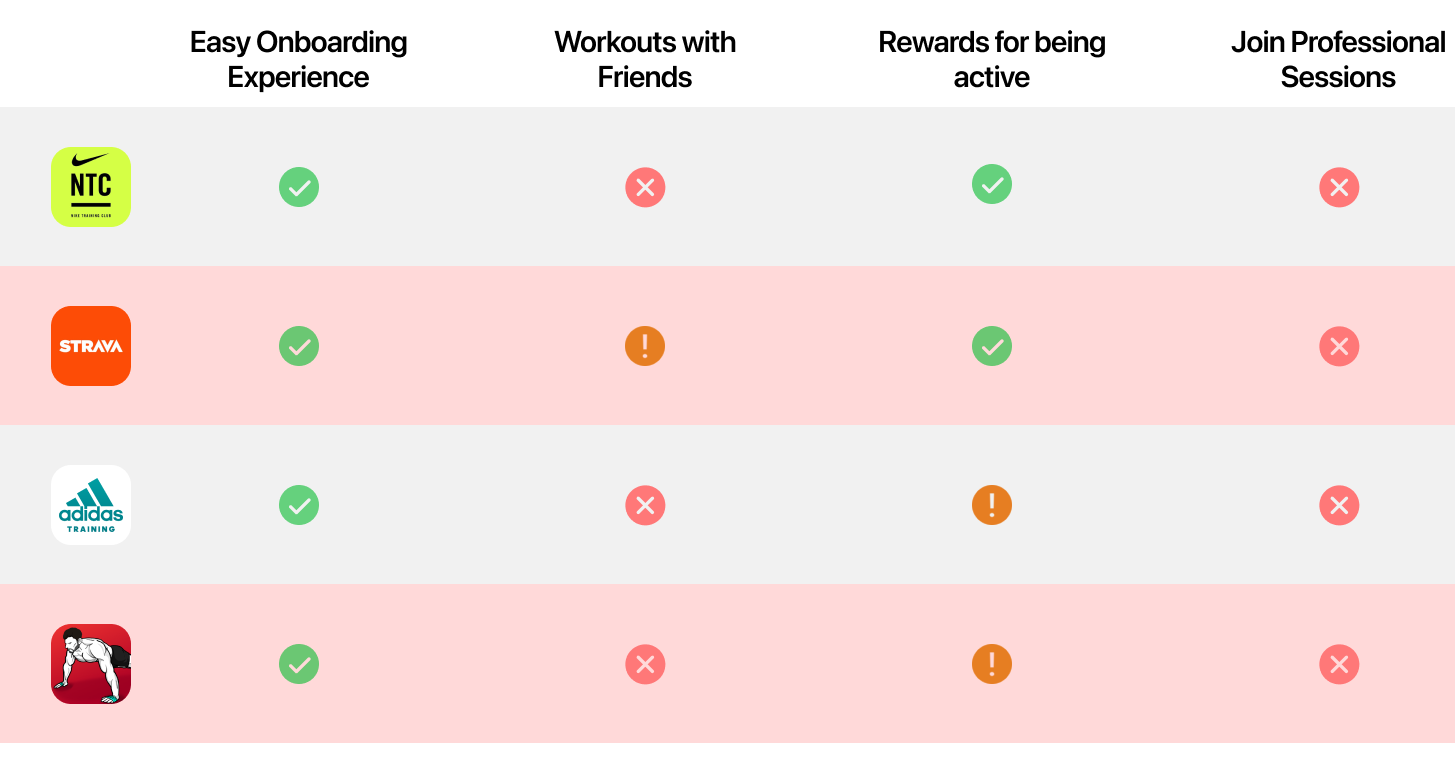 Easy Onboarding
Experience
Workouts with
Friends
Rewards for being
active
Join Professional
Sessions
NTC
NIKE TRAINING CLUB
STRAVA
adidas
TRAINING